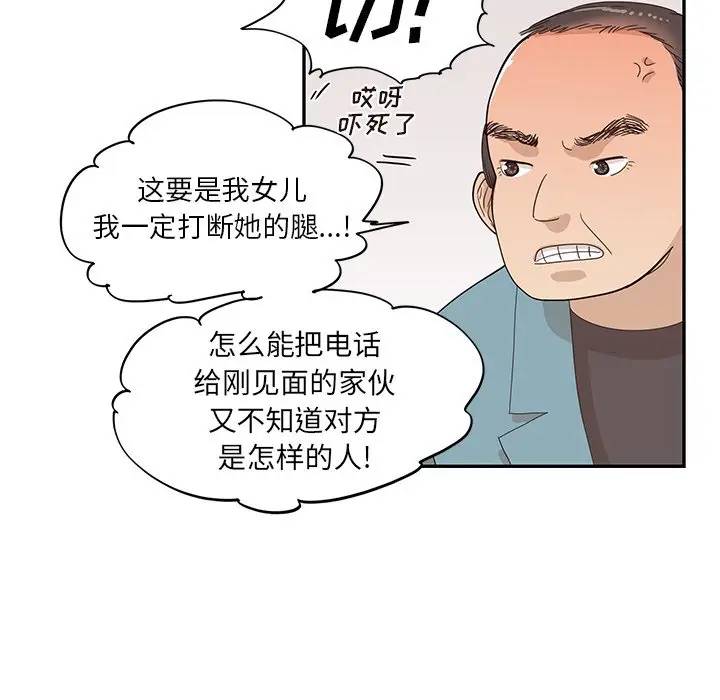 切!
哎呀
吓死了
这要是我女儿
我一定打断她的腿...!
怎么能把电话
给刚见面的家伙
又不知道对方
是怎样的人!